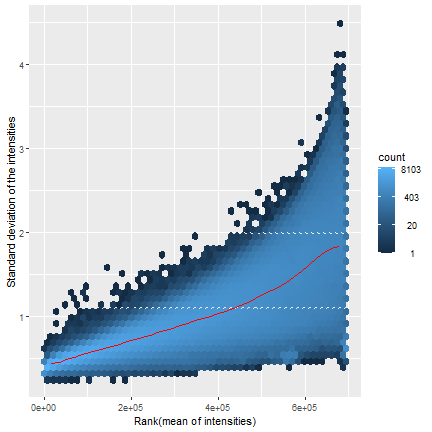 4
3
2
1
0e+00
2e+05
4e+05
6e+05
Rank(mean of intensities)
Standard deviation of the intensities
count
8103
403
20
1